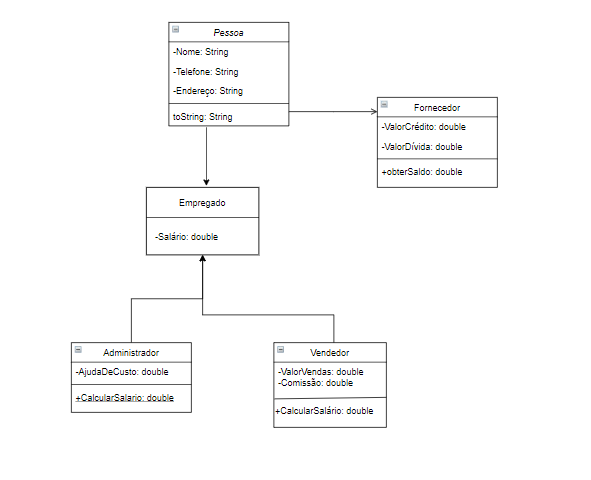 Pessoa
-Nome: String
-Telefone: String
-Endereço: String
toString: String
Fornecedor
-ValorCrédito: double
-ValorDívida: double
+obterSaldo: double
Empregado
-Salário: double
Administrador
-AjudaDeCusto: double
+CalcularSalario: double
Vendedor
-ValorVendas: double
-Comissão: double
+CalcularSalário: double